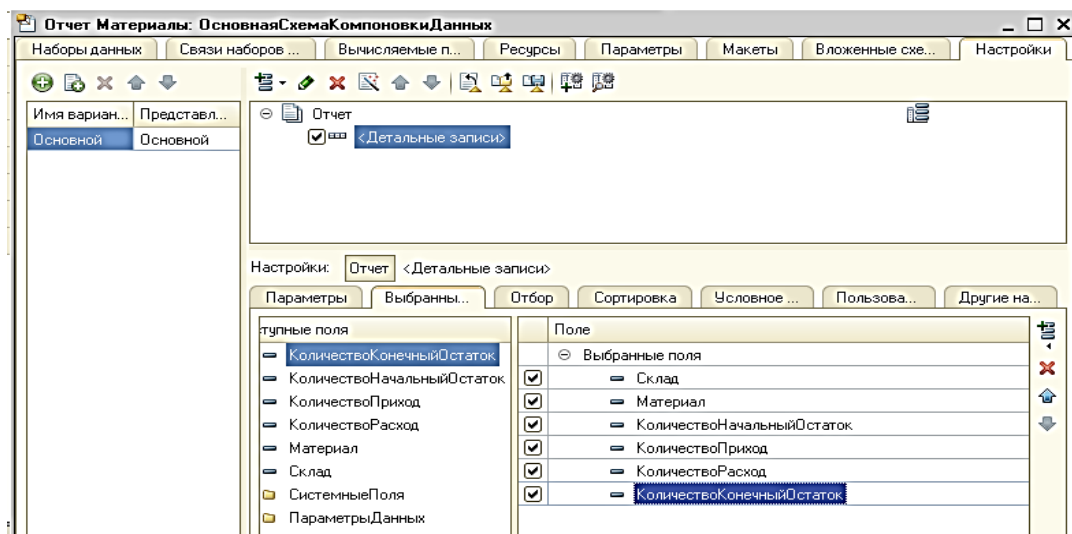 Отчет Материалы: ОсновнаяСхемаКомпоновкиДанных
Наборы данных Связи наборов ... Вычисляемые п... Ресурсы Параметры Макеты Вложенные схе... Настройки
Имя вариан... Представл...
Основной Основной
Отчет
<Детальные записи>
Настройки: Отчет <Детальные записи>
Параметры Выбранны... Отбор Сортировка Условное ... Пользова... Другие на...
тупные поля
КоличествоКонечныйОстаток
КоличествоНачальныйОстаток
КоличествоПриход
КоличествоРасход
Материал
Склад
СистемныеПоля
ПараметрыДанных
Поле
Выбранные поля
Склад
Материал
КоличествоНачальныйОстаток
КоличествоПриход
КоличествоРасход
КоличествоКонечныйОстаток